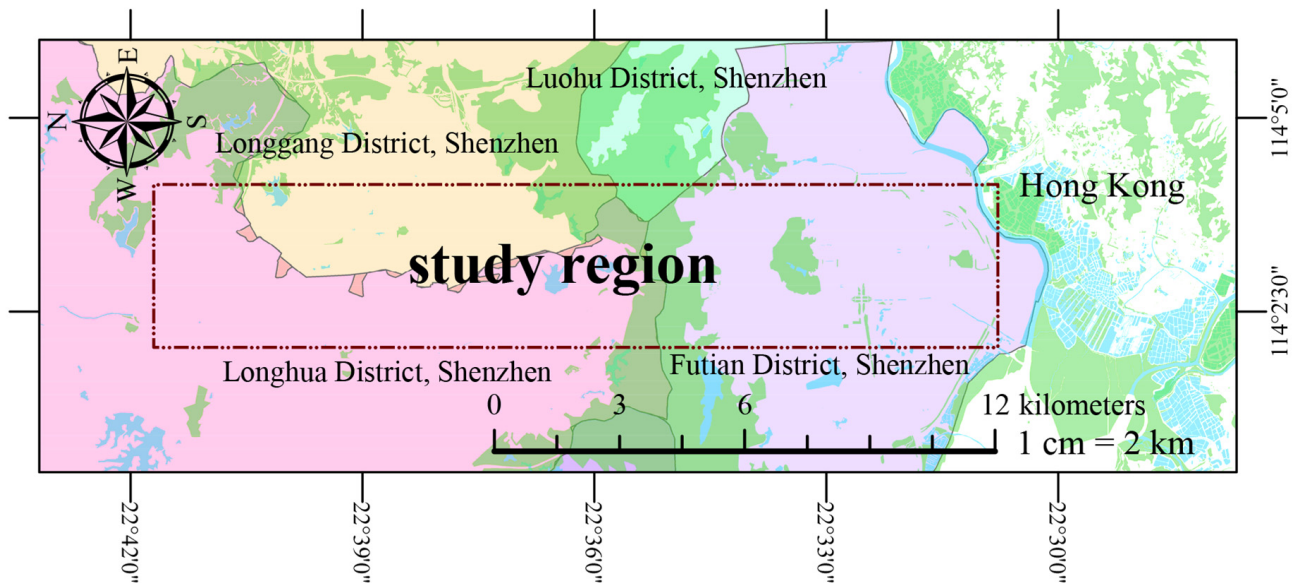 E
N
S
W
Luohu District, Shenzhen
114°5'0"
Longgang District, Shenzhen
Hong Kong
study region
114°2'30"
Longhua District, Shenzhen
Futian District, Shenzhen
0 3 6 12 kilometers
1 cm = 2 km
22°42'0" 22°39'0" 22°36'0" 22°33'0" 22°30'0"